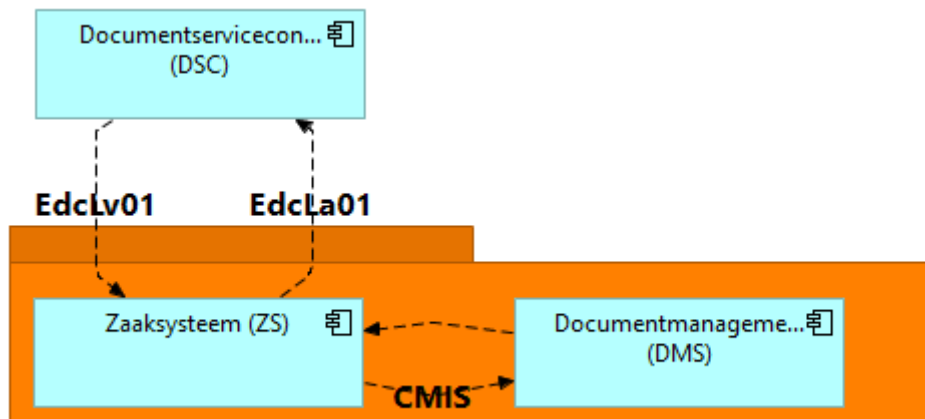 Documentservicecon...
(DSC)
EdcLv01
EdcLa01
Zaaksysteem (ZS)
Documentmanageme...
(DMS)
CMIS